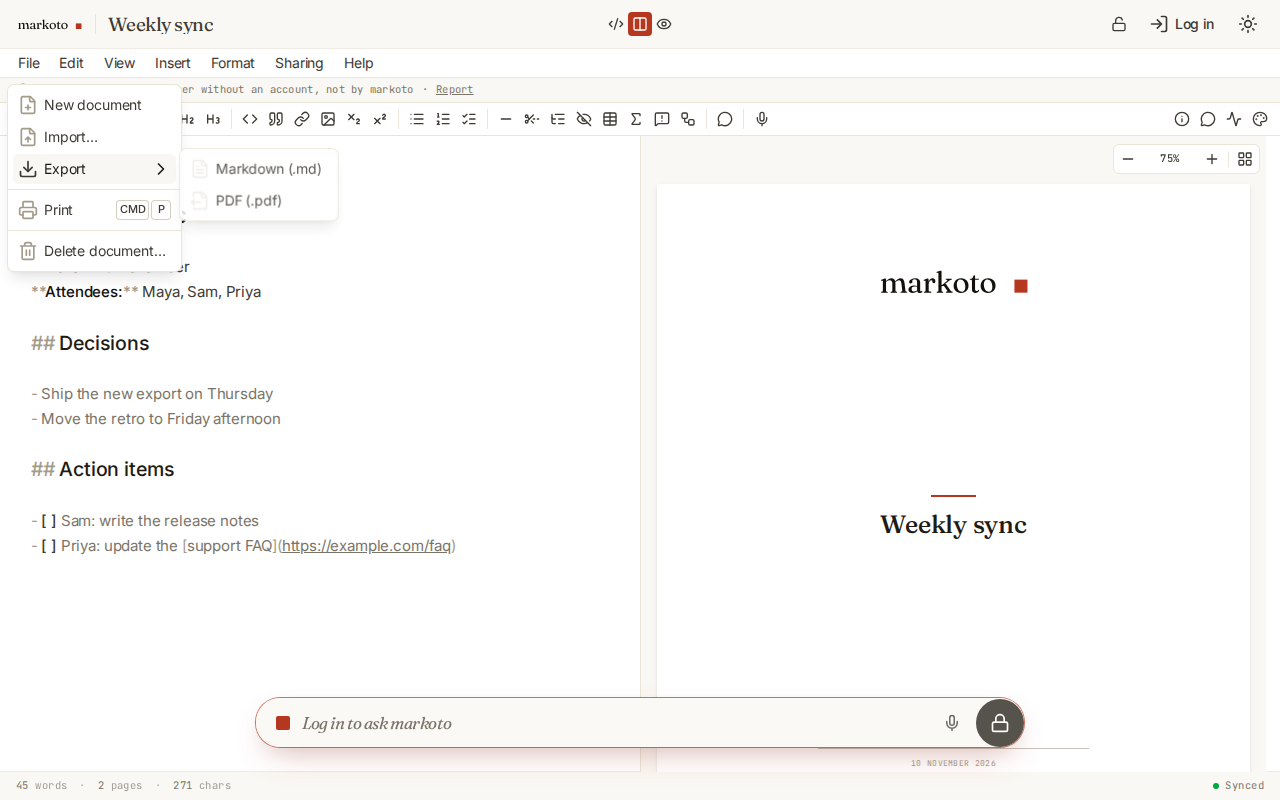 markoto
Weekly sync
Log in
File Edit View Insert Format Sharing Help
er without an account, not by markoto · Report
New document
Import...
Export
Print CMD P
Delete document...
Markdown (.md)
PDF (.pdf)
H2 H3
75%
**Attendees:** Maya, Sam, Priya
## Decisions
- Ship the new export on Thursday
- Move the retro to Friday afternoon
## Action items
- [ ] Sam: write the release notes
- [ ] Priya: update the [support FAQ](https://example.com/faq)
markoto
Weekly sync
10 NOVEMBER 2026
Log in to ask markoto
45 words · 2 pages · 271 chars
Synced